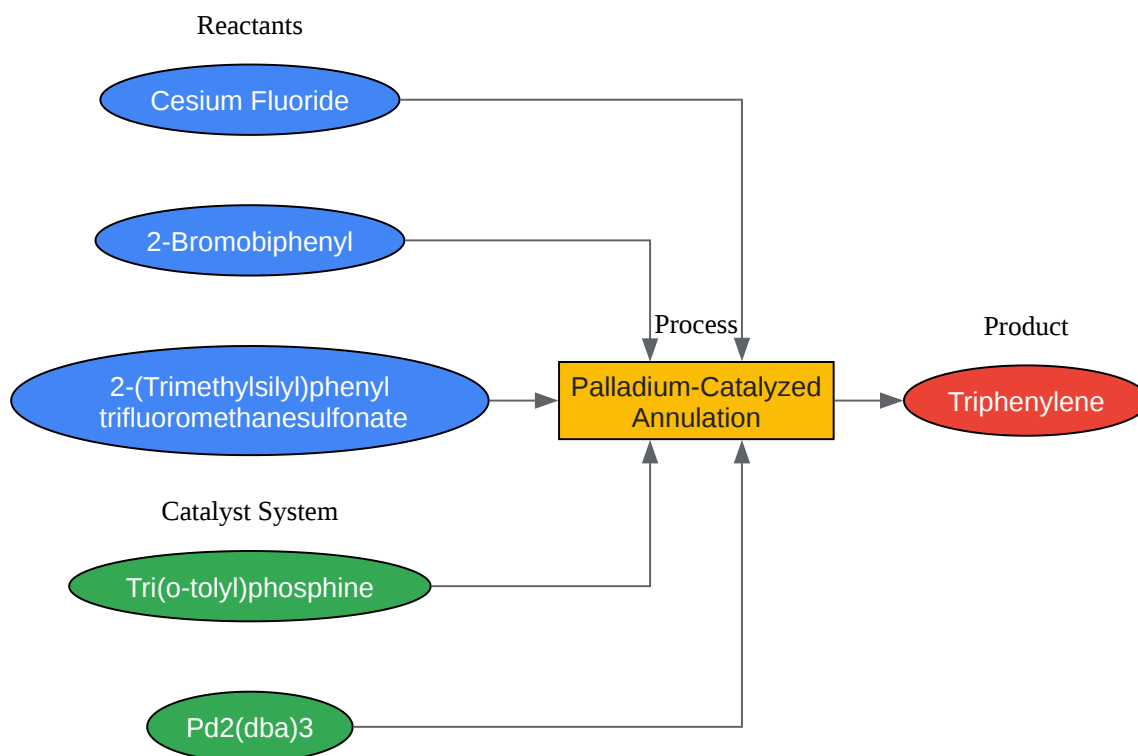 Reactants
Cesium Fluoride
2-Bromobiphenyl
2-(Trimethylsilyl)phenyl
trifluoromethanesulfonate
Catalyst System
Tri(o-tolyl)phosphine
Pd2(dba)3
Process
Palladium-Catalyzed
Annulation
Product
Triphenylene